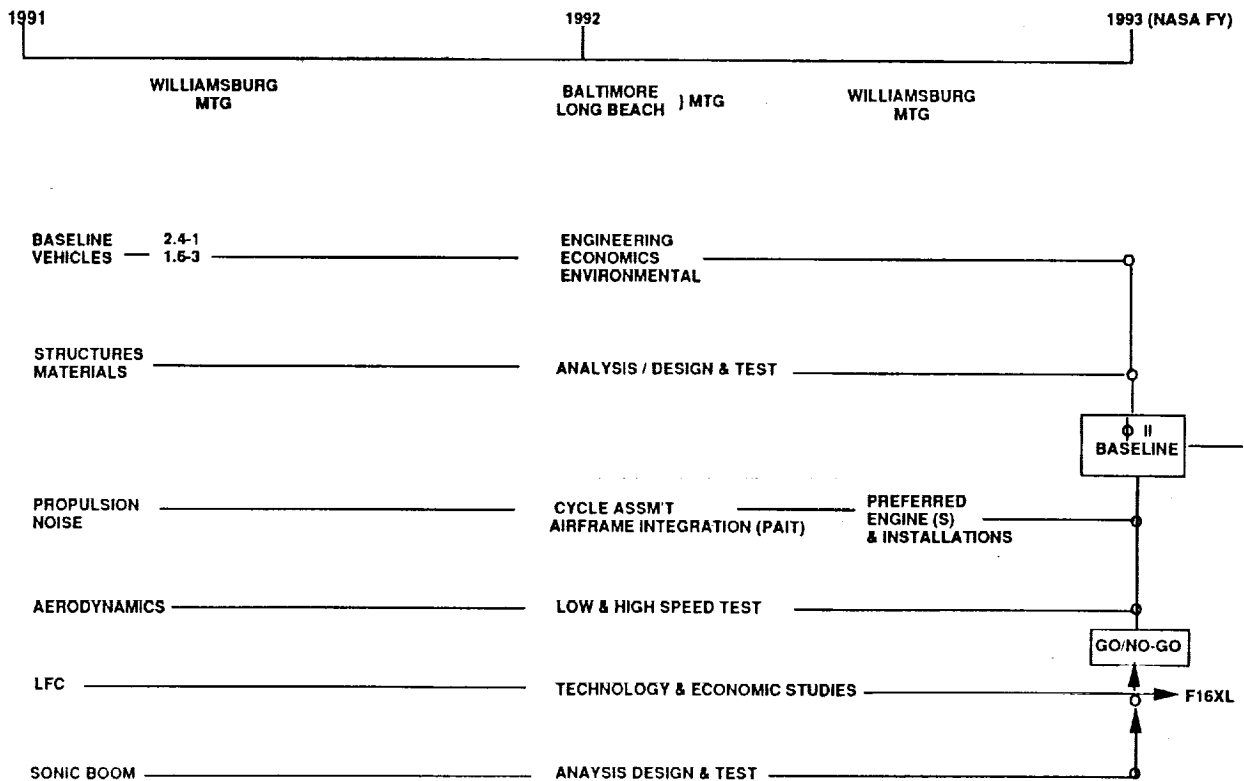 1991
1992
1993 (NASA FY)
WILLIAMSBURG
MTG
BALTIMORE
LONG BEACH } MTG
WILLIAMSBURG
MTG
BASELINE
VEHICLES
2.4-1
1.6-3
ENGINEERING
ECONOMICS
ENVIRONMENTAL
STRUCTURES
MATERIALS
ANALYSIS / DESIGN & TEST
II
BASELINE
PROPULSION
NOISE
CYCLE ASSM'T
AIRFRAME INTEGRATION (PAIT)
PREFERRED
ENGINE (S)
& INSTALLATIONS
AERODYNAMICS
LOW & HIGH SPEED TEST
GO/NO-GO
LFC
TECHNOLOGY & ECONOMIC STUDIES
F16XL
SONIC BOOM
ANAYSIS DESIGN & TEST